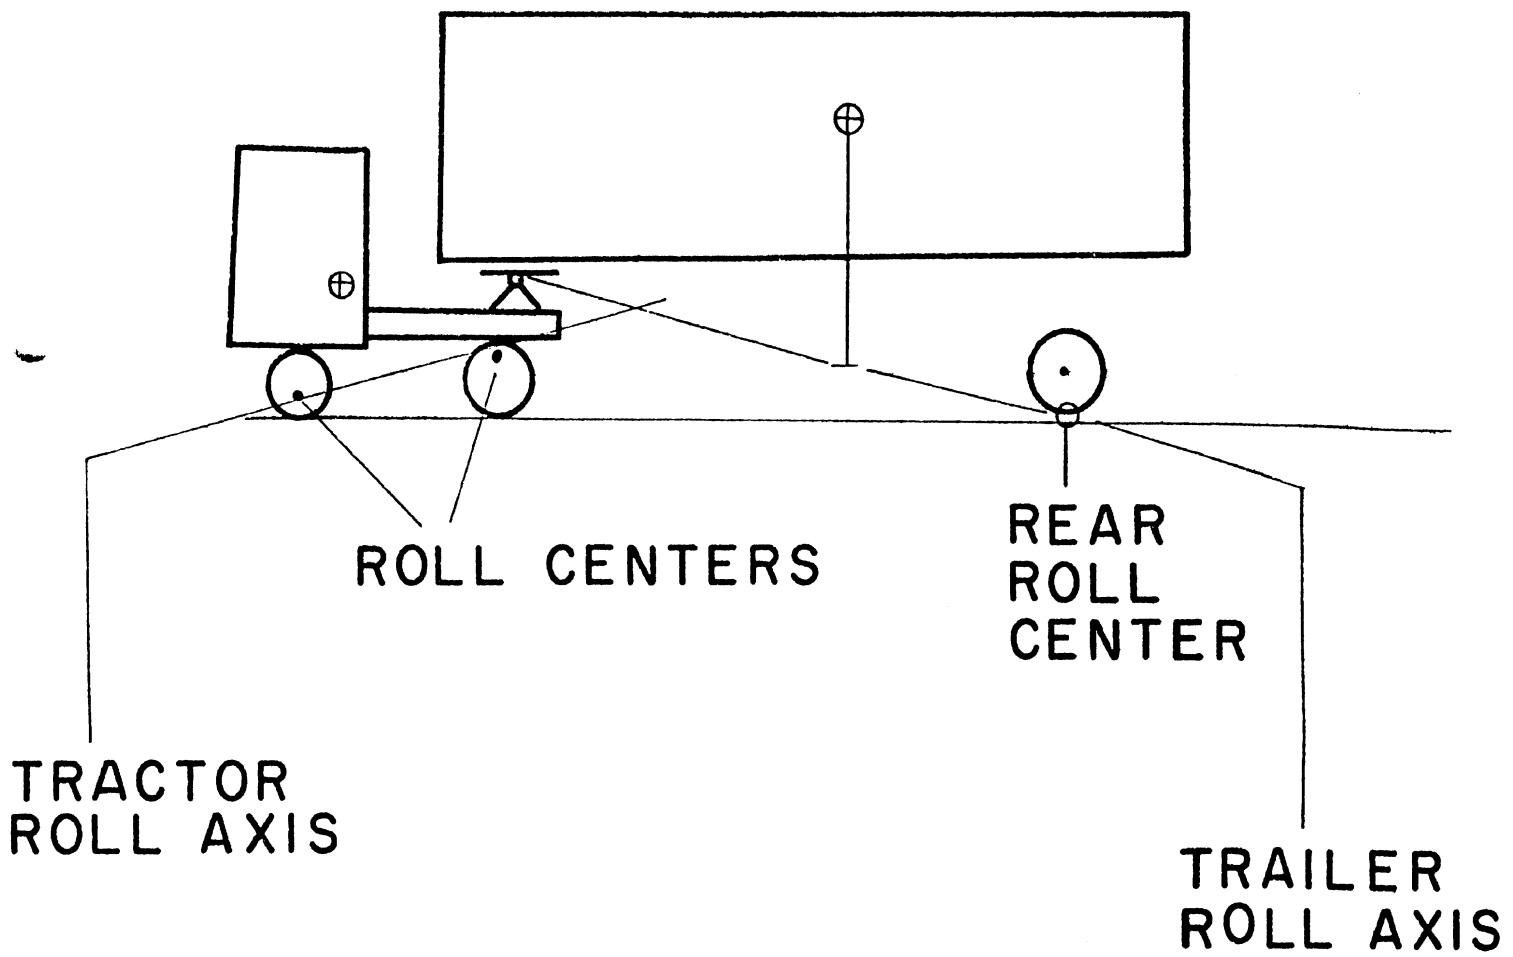 ROLL CENTERS
REAR
ROLL
CENTER
TRACTOR
ROLL AXIS
TRAILER
ROLL AXIS